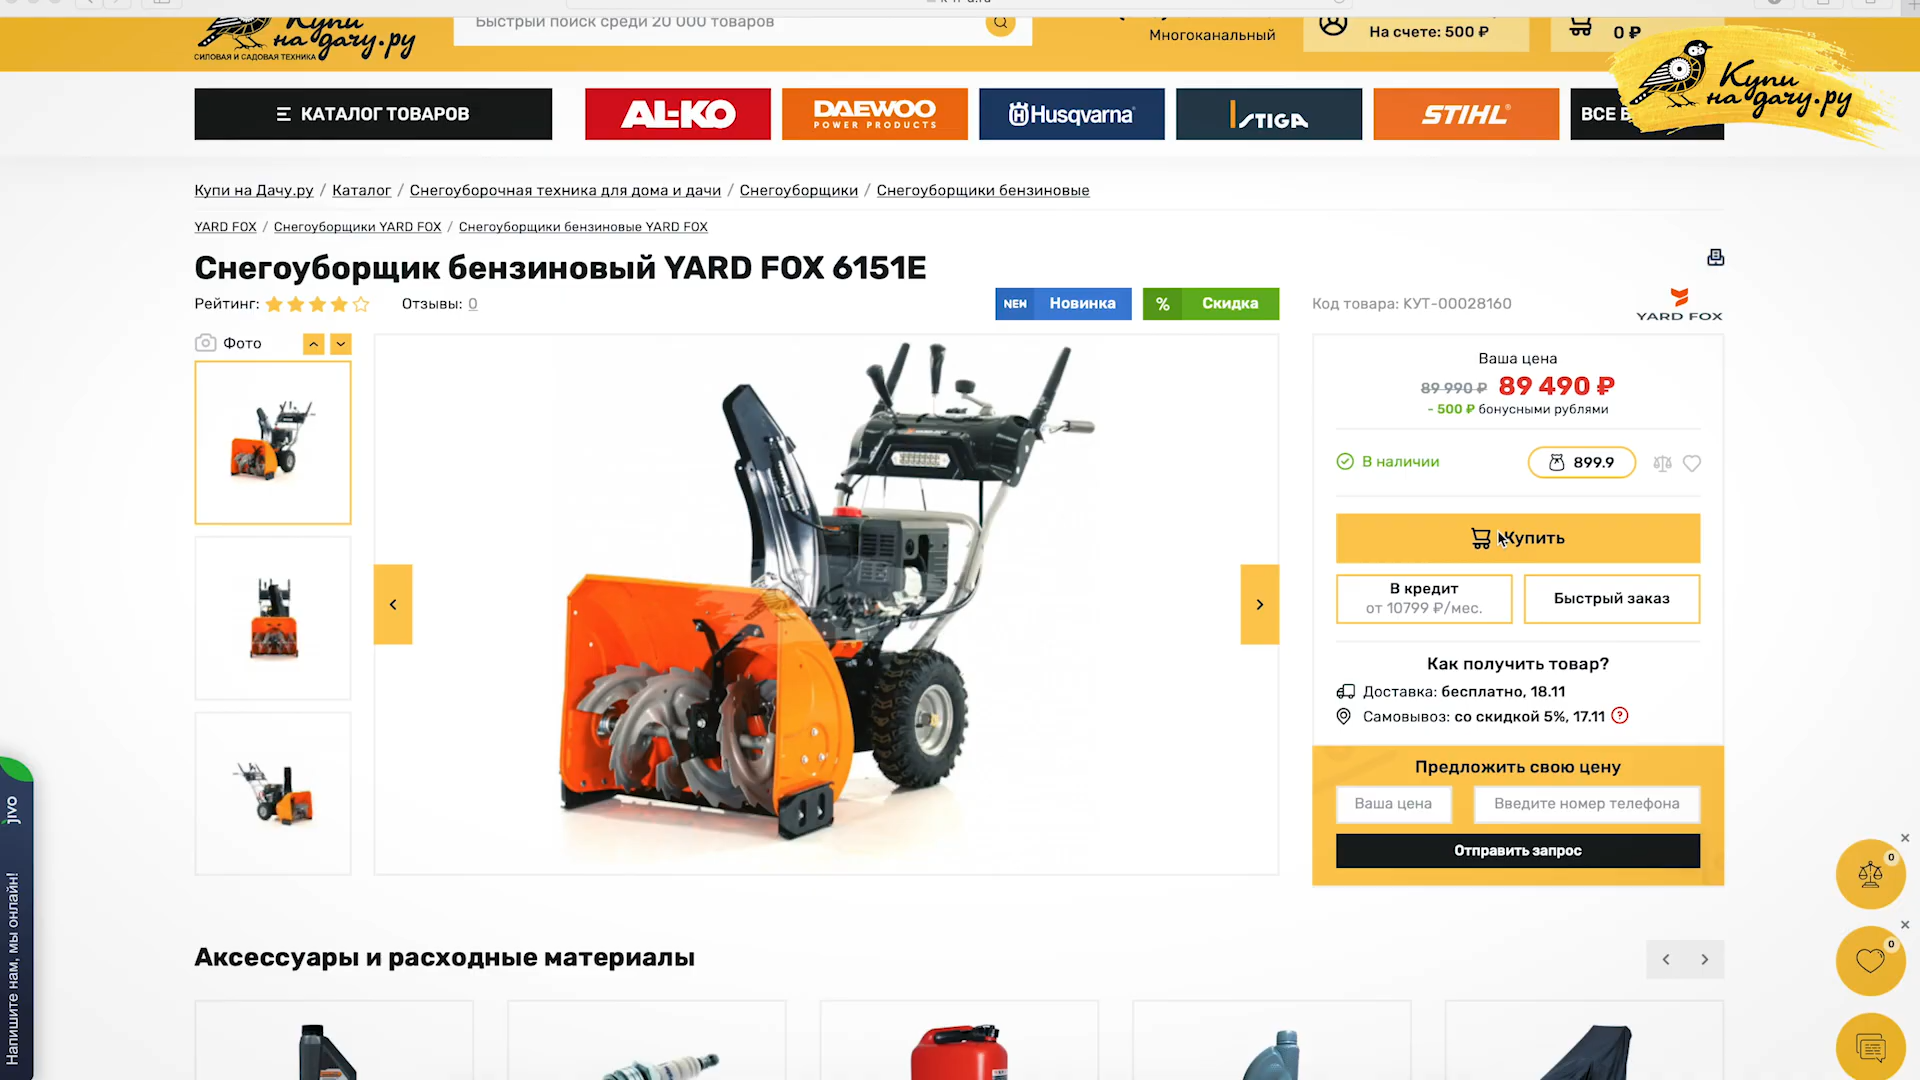 Купи
на дачу.ру
СИЛОВАЯ И САДОВАЯ ТЕХНИКА
Быстрый поиск среди 20 000 товаров
Многоканальный
На счете: 500 ₽
0 ₽
Купи
на дачу.ру
КАТАЛОГ ТОВАРОВ
AL-KO
DAEWOO
POWER PRODUCTS
Husqvarna
STIGA
STIHL
ВСЕ
Купи на Дачу.ру / Каталог / Снегоуборочная техника для дома и дачи / Снегоуборщики / Снегоуборщики бензиновые
YARD FOX / Снегоуборщики YARD FOX / Снегоуборщики бензиновые YARD FOX
Снегоуборщик бензиновый YARD FOX 6151E
Рейтинг:
Отзывы: 0
NEW Новинка
% Скидка
Код товара: КУТ-00028160
YARD FOX
Фото
Ваша цена
89 990 ₽ 89 490 ₽
- 500 ₽ бонусными рублями
В наличии
899.9
Купить
В кредит
от 10799 ₽/мес.
Быстрый заказ
Как получить товар?
Доставка: бесплатно, 18.11
Самовывоз: со скидкой 5%, 17.11 ?
Предложить свою цену
Ваша цена
Введите номер телефона
Отправить запрос
Купи
на дачу.ру
jivo
Напишите нам, мы онлайн!
0
0
Аксессуары и расходные материалы